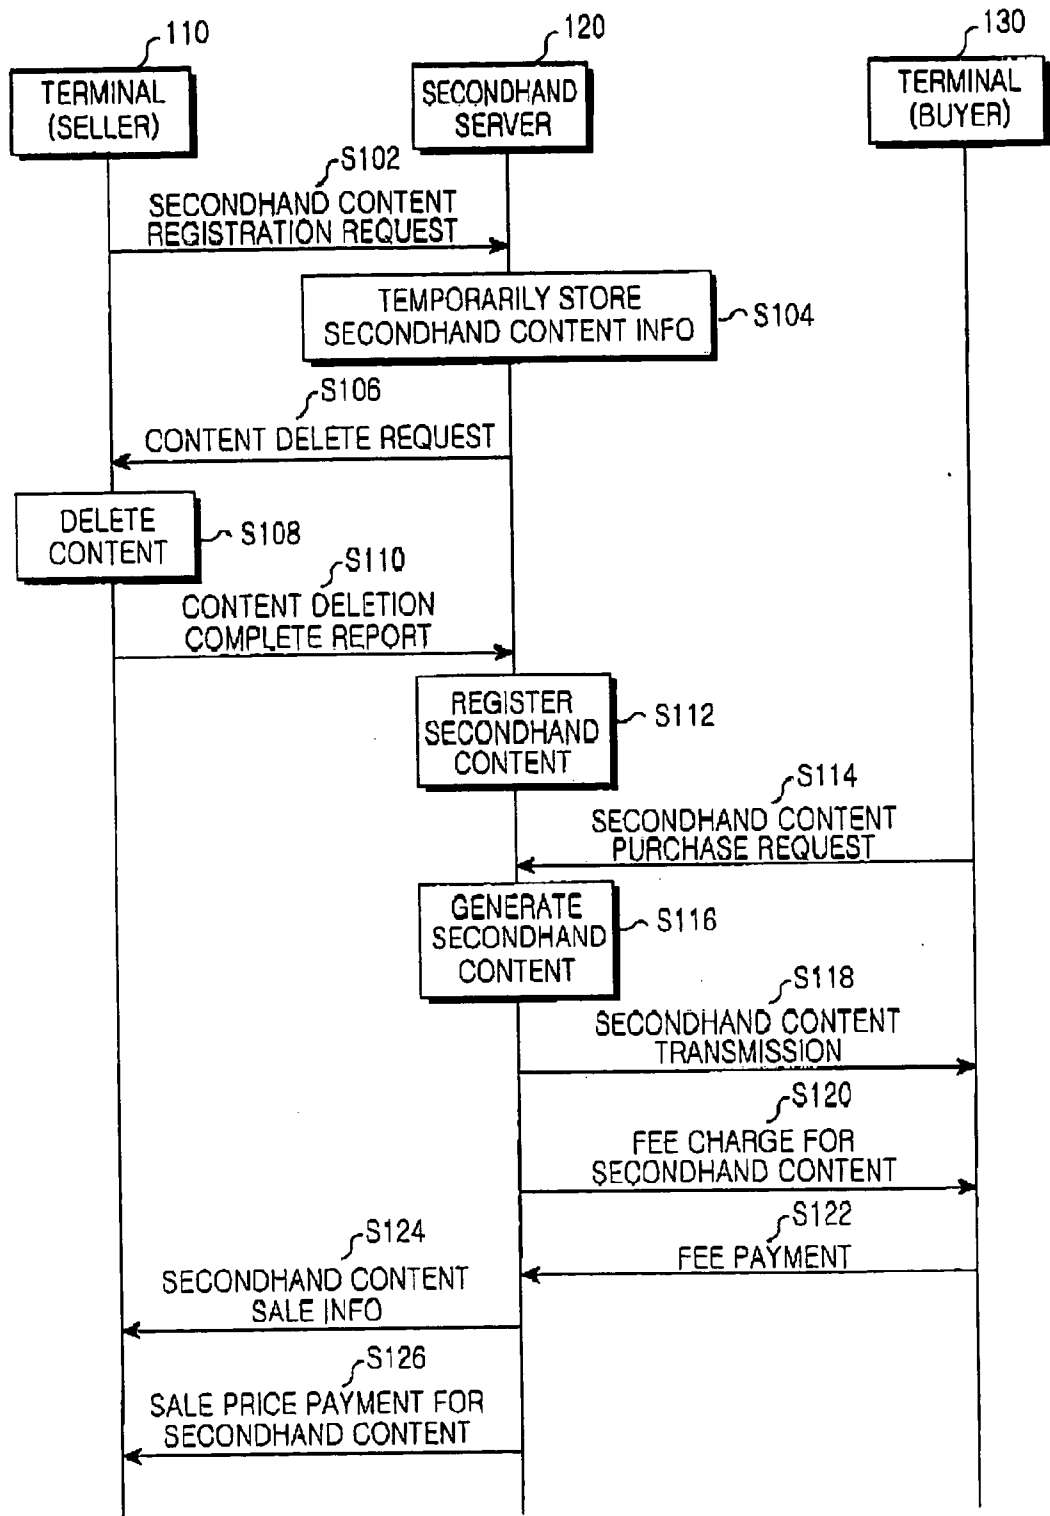 110
120
130
TERMINAL
(SELLER)
SECONDHAND
SERVER
TERMINAL
(BUYER)
S102
SECONDHAND CONTENT
REGISTRATION REQUEST
TEMPORARILY STORE
SECONDHAND CONTENT INFO
S104
S106
CONTENT DELETE REQUEST
DELETE
CONTENT
S108
S110
CONTENT DELETION
COMPLETE REPORT
REGISTER
SECONDHAND
CONTENT
S112
S114
SECONDHAND CONTENT
PURCHASE REQUEST
GENERATE
SECONDHAND
CONTENT
S116
S118
SECONDHAND CONTENT
TRANSMISSION
S120
FEE CHARGE FOR
SECONDHAND CONTENT
S122
FEE PAYMENT
S124
SECONDHAND CONTENT
SALE INFO
S126
SALE PRICE PAYMENT FOR
SECONDHAND CONTENT